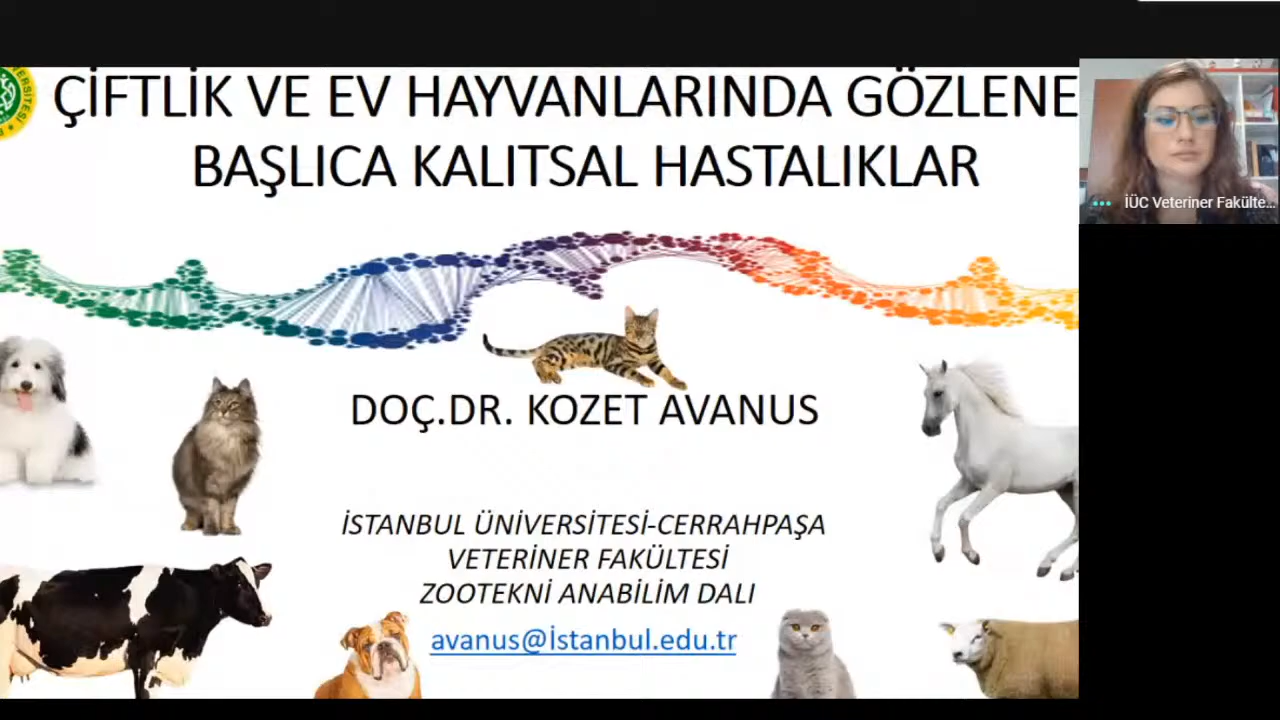 ÇİFTLİK VE EV HAYVANLARINDA GÖZLENE
BAŞLICA KALITSAL HASTALIKLAR
İÜC Veteriner Fakülte...
DOÇ.DR. KOZET AVANUS
İSTANBUL ÜNİVERSİTESİ-CERRAHPAŞA
VETERİNER FAKÜLTESİ
ZOOTEKNİ ANABİLİM DALI
avanus@İstanbul.edu.tr